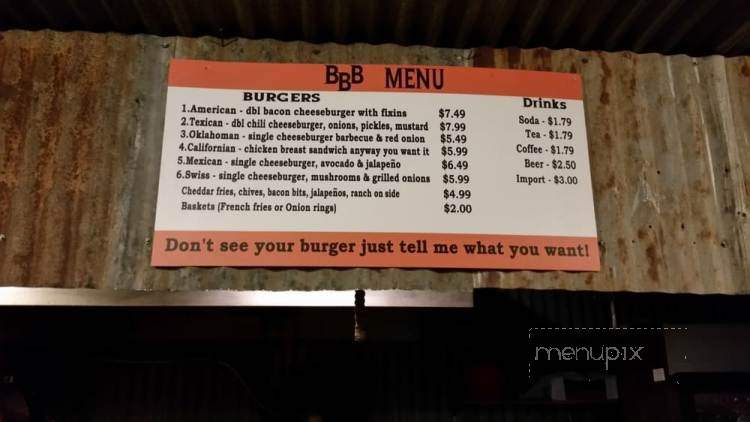 BBB MENU
BURGERS
1.American - dbl bacon cheeseburger with fixins $7.49
2.Texican - dbl chili cheeseburger, onions, pickles, mustard $7.99
3.Oklahoman - single cheeseburger barbecue & red onion $5.49
4.Californian - chicken breast sandwich anyway you want it $5.99
5.Mexican - single cheeseburger, avocado & jalapeño $6.49
6.Swiss - single cheeseburger, mushrooms & grilled onions $5.99
Cheddar fries, chives, bacon bits, jalapeños, ranch on side $4.99
Baskets (French fries or Onion rings) $2.00
Drinks
Soda - $1.79
Tea - $1.79
Coffee - $1.79
Beer - $2.50
Import - $3.00
Don't see your burger just tell me what you want!
menupix